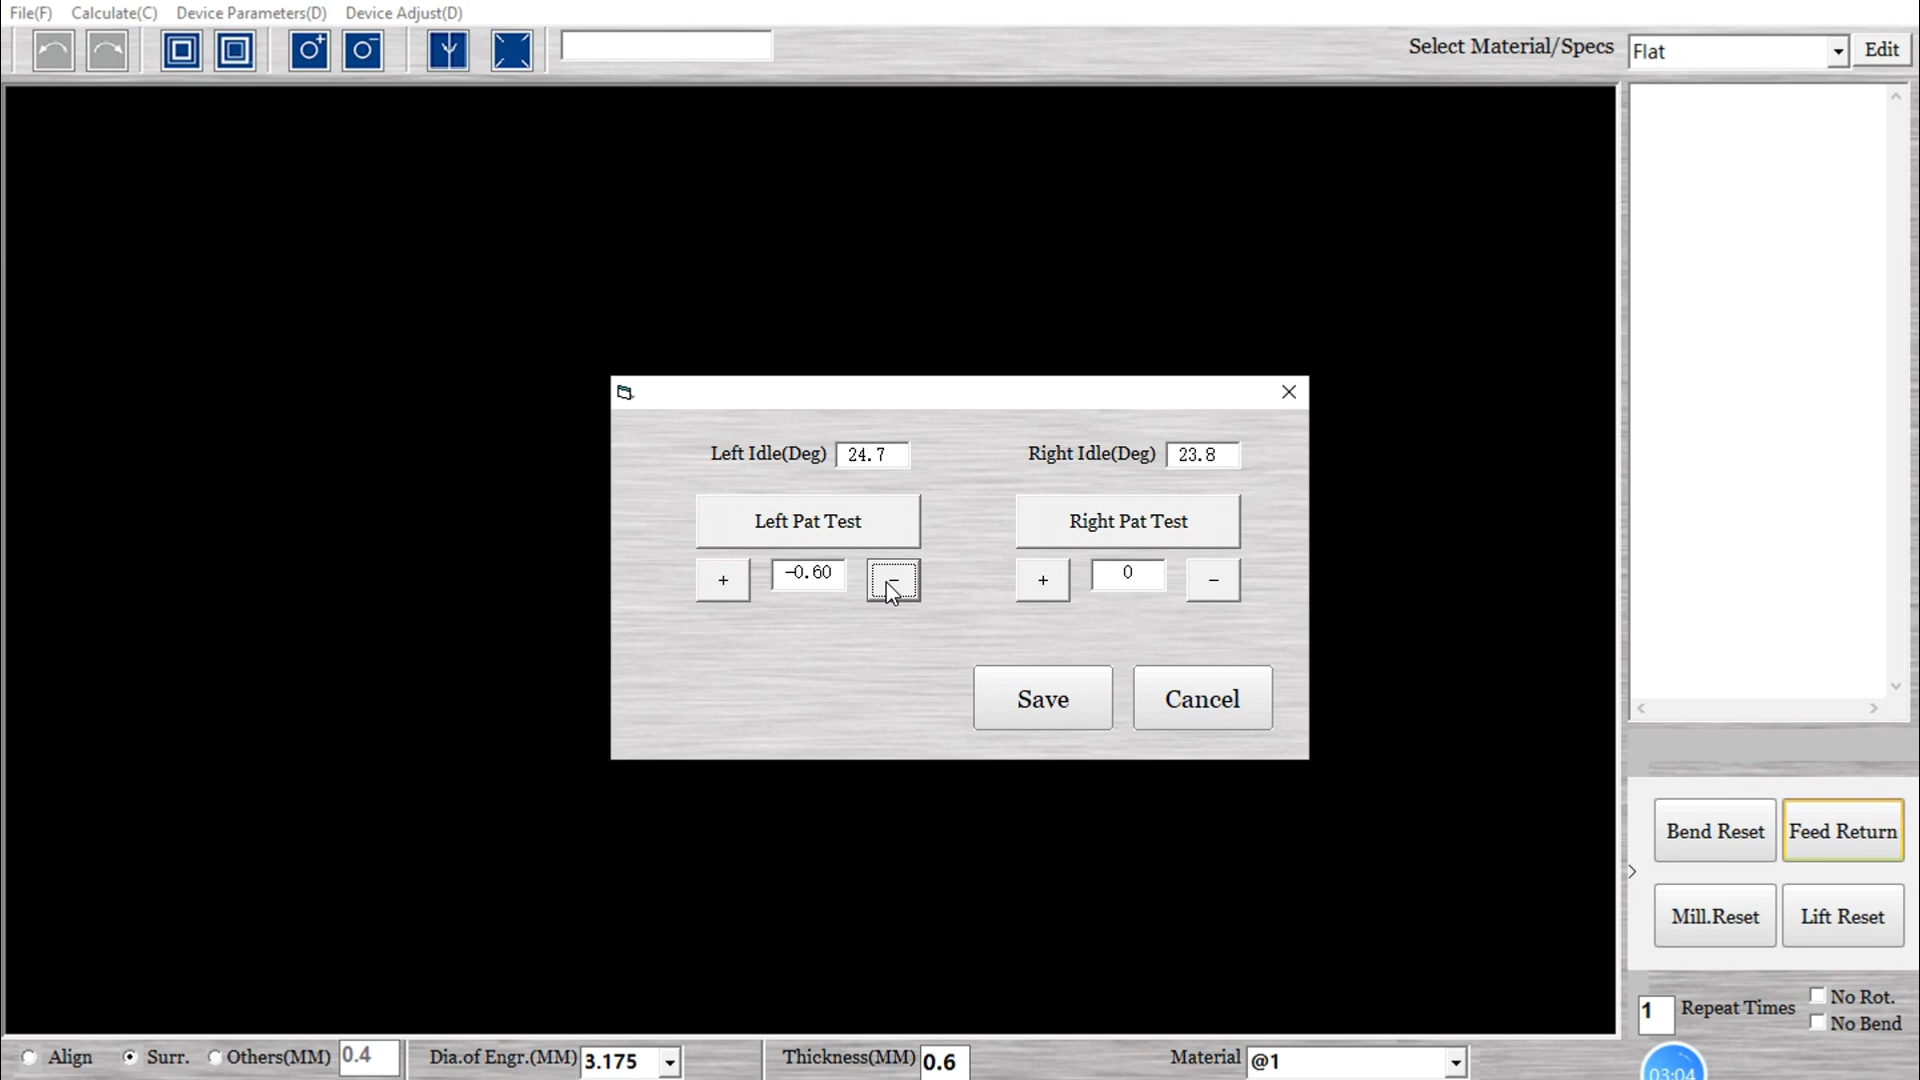 File(F) Calculate(C) Device Parameters(D) Device Adjust(D)
Select Material/Specs Flat Edit
Left Idle(Deg) 24.7 Right Idle(Deg) 23.8
Left Pat Test Right Pat Test
+ -0.60 - + 0 -
Save Cancel
Bend Reset Feed Return
Mill.Reset Lift Reset
1 Repeat Times No Rot.
No Bend
Align Surr. Others(MM) 0.4 Dia.of Engr.(MM) 3.175 Thickness(MM) 0.6 Material @1
03:04